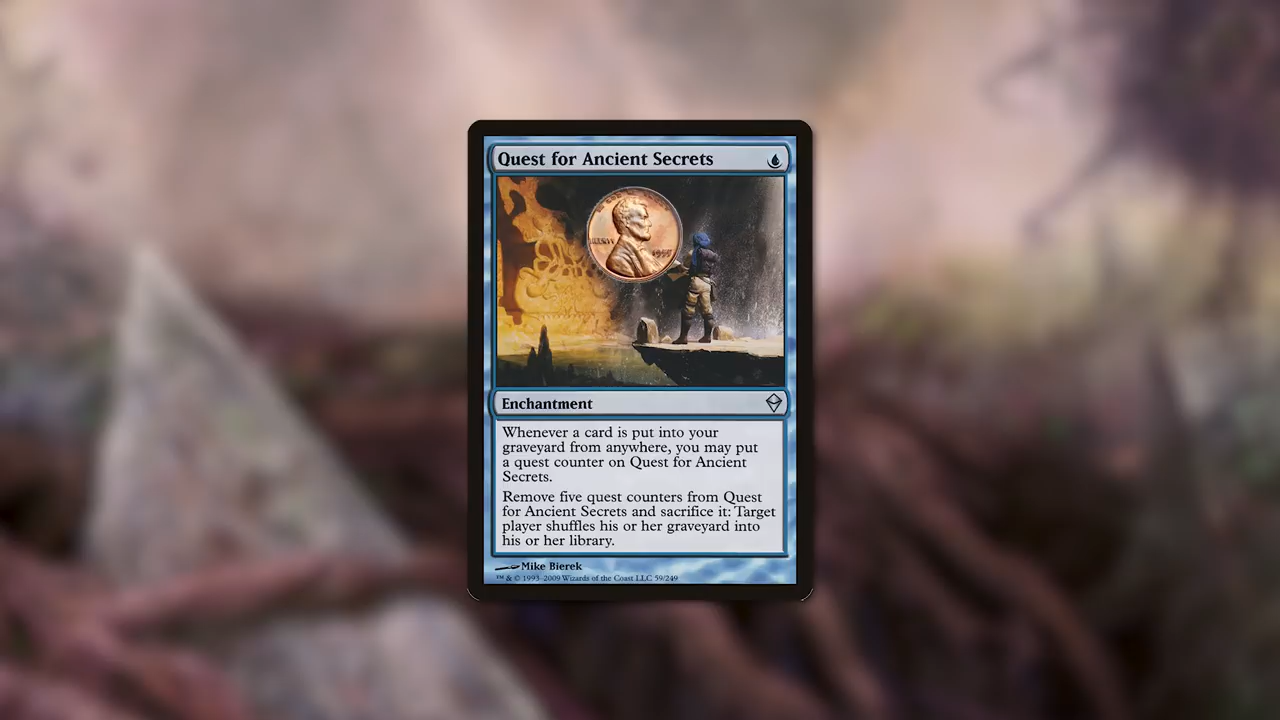 Quest for Ancient Secrets
LIBERTY
Enchantment
Whenever a card is put into your
graveyard from anywhere, you may put
a quest counter on Quest for Ancient
Secrets.
Remove five quest counters from Quest
for Ancient Secrets and sacrifice it: Target
player shuffles his or her graveyard into
his or her library.
Mike Bierek
™ & © 1993–2009 Wizards of the Coast LLC 59/249